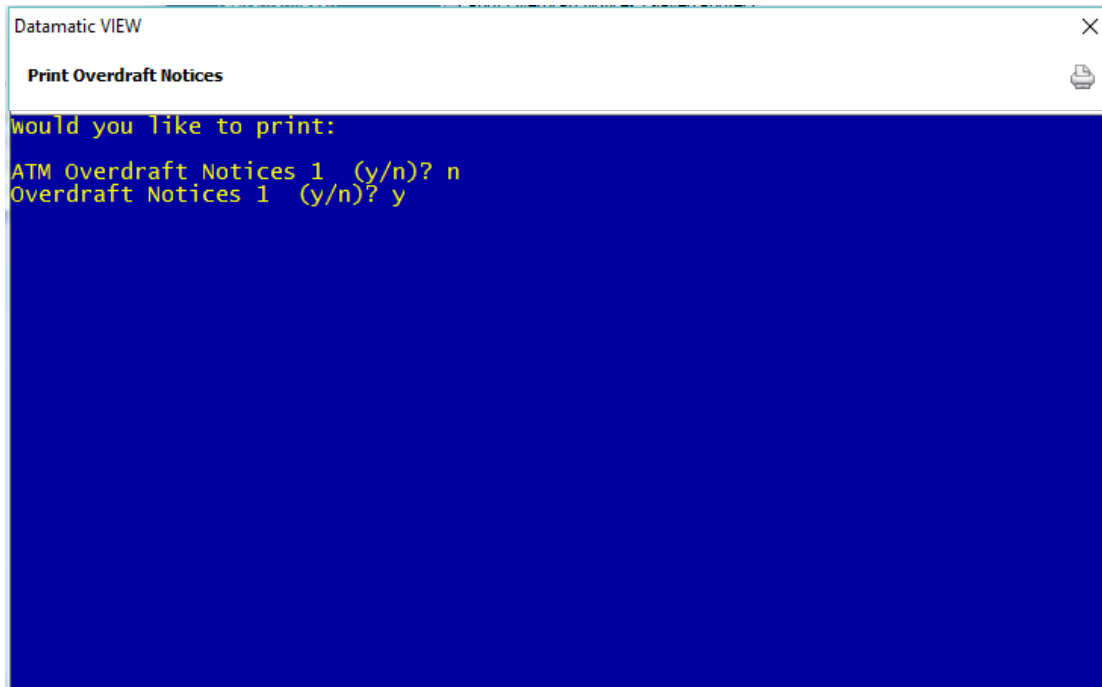 Datamatic VIEW
Print Overdraft Notices
Would you like to print:
ATM Overdraft Notices 1  (y/n)? n
Overdraft Notices 1  (y/n)? y